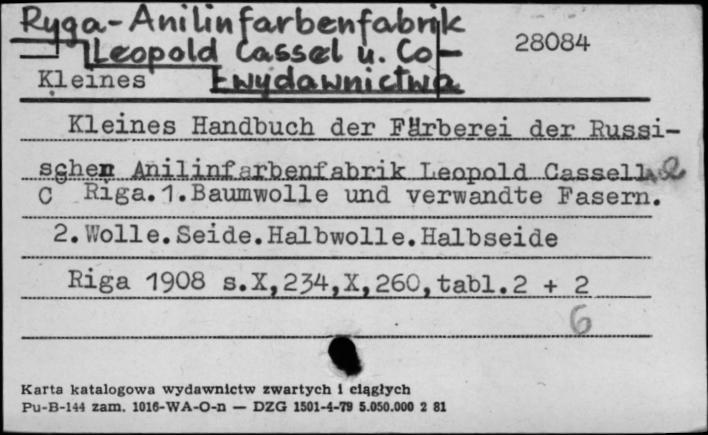 Ryga-Anilinfarbenfabrik
Leopold Cassel u. Co-
28084
Kleines
wydawnictwa
Kleines Handbuch der Färberei der Russi-
schen Anilinfarbenfabrik Leopold Cassell
C Riga.1.Baumwolle und verwandte Fasern.
2.Wolle.Seide.Halbwolle.Halbseide
Riga 1908 s.X,234,X,260,tabl.2 + 2
6
Karta katalogowa wydawnictw zwartych i ciągłych
Pu-B-144 zam. 1016-WA-O-n — DZG 1501-4-79 5.050.000 2 81